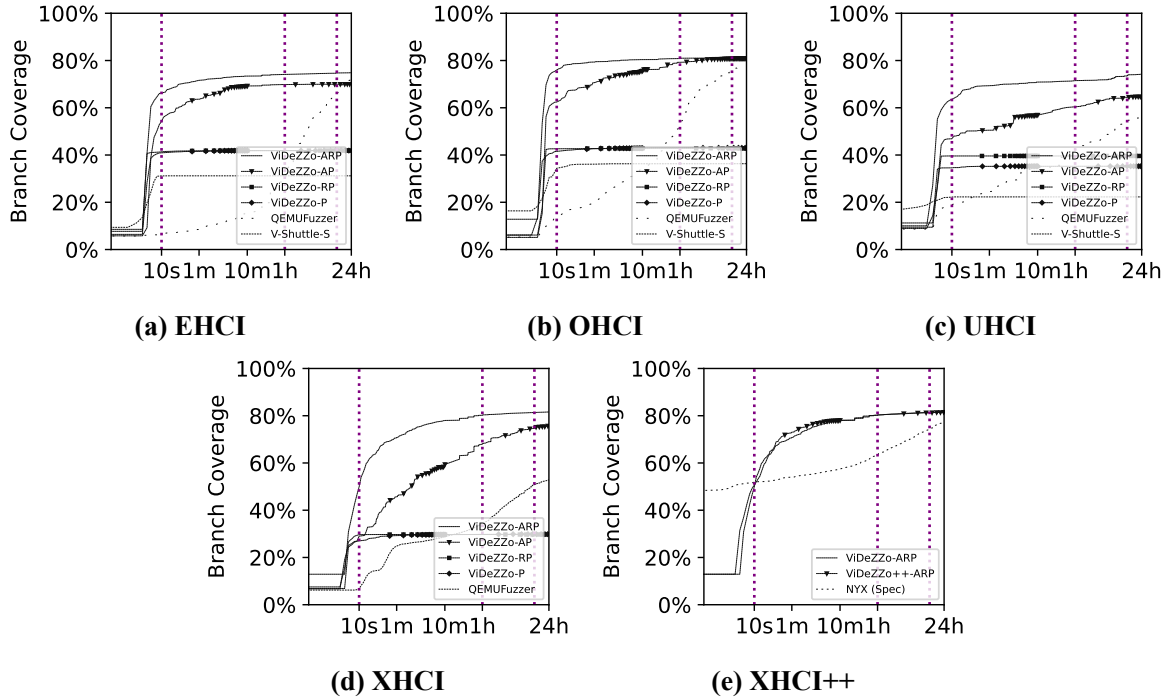 100%
80%
60%
40%
20%
0%
Branch Coverage
ViDeZZo-ARP
ViDeZZo-AP
ViDeZZo-RP
ViDeZZo-P
QEMUFuzzer
V-Shuttle-S
10s1m 10m1h 24h
(a) EHCI
100%
80%
60%
40%
20%
0%
Branch Coverage
ViDeZZo-ARP
ViDeZZo-AP
ViDeZZo-RP
ViDeZZo-P
QEMUFuzzer
V-Shuttle-S
10s1m 10m1h 24h
(b) OHCI
100%
80%
60%
40%
20%
0%
Branch Coverage
ViDeZZo-ARP
ViDeZZo-AP
ViDeZZo-RP
ViDeZZo-P
QEMUFuzzer
V-Shuttle-S
10s1m 10m1h 24h
(c) UHCI
100%
80%
60%
40%
20%
0%
Branch Coverage
ViDeZZo-ARP
ViDeZZo-AP
ViDeZZo-RP
ViDeZZo-P
QEMUFuzzer
10s1m 10m1h 24h
(d) XHCI
100%
80%
60%
40%
20%
0%
Branch Coverage
ViDeZZo-ARP
ViDeZZo++-ARP
NYX (Spec)
10s1m 10m1h 24h
(e) XHCI++